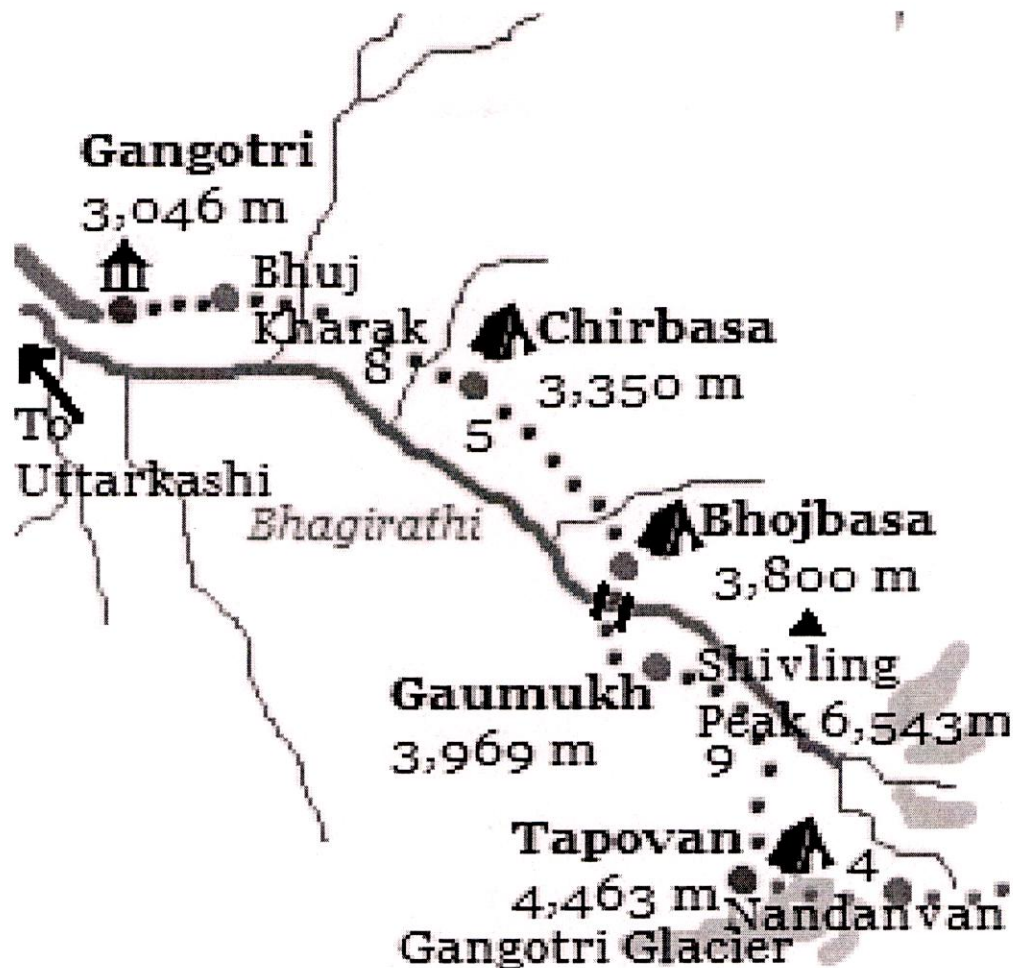 Gangotri
3,046 m
Bhuj
Kharak
8
Chirbasa
3,350 m
5
To
Uttarkashi
Bhagirathi
Bhojbasa
3,800 m
Shivling
Peak 6,543m
Gaumukh
3,969 m
9
Tapovan
4,463 m
4
Nandanvan
Gangotri Glacier